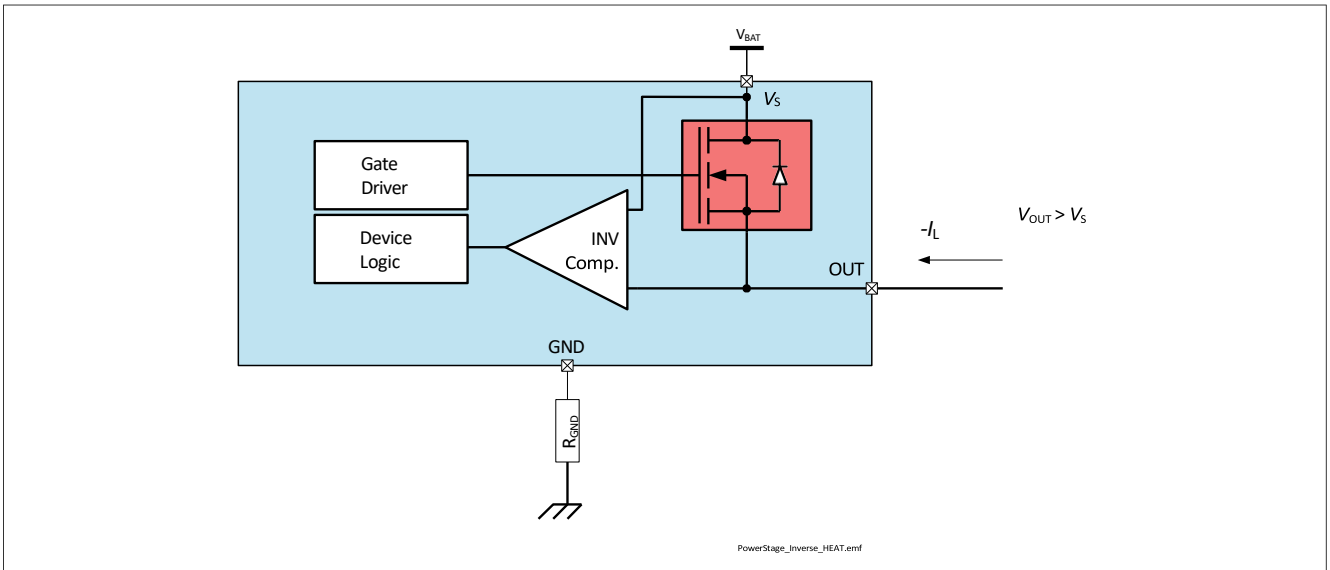 VBAT
VS
Gate
Driver
Device
Logic
INV
Comp.
VOUT > VS
-IL
OUT
GND
RGND
PowerStage_Inverse_HEAT.emf